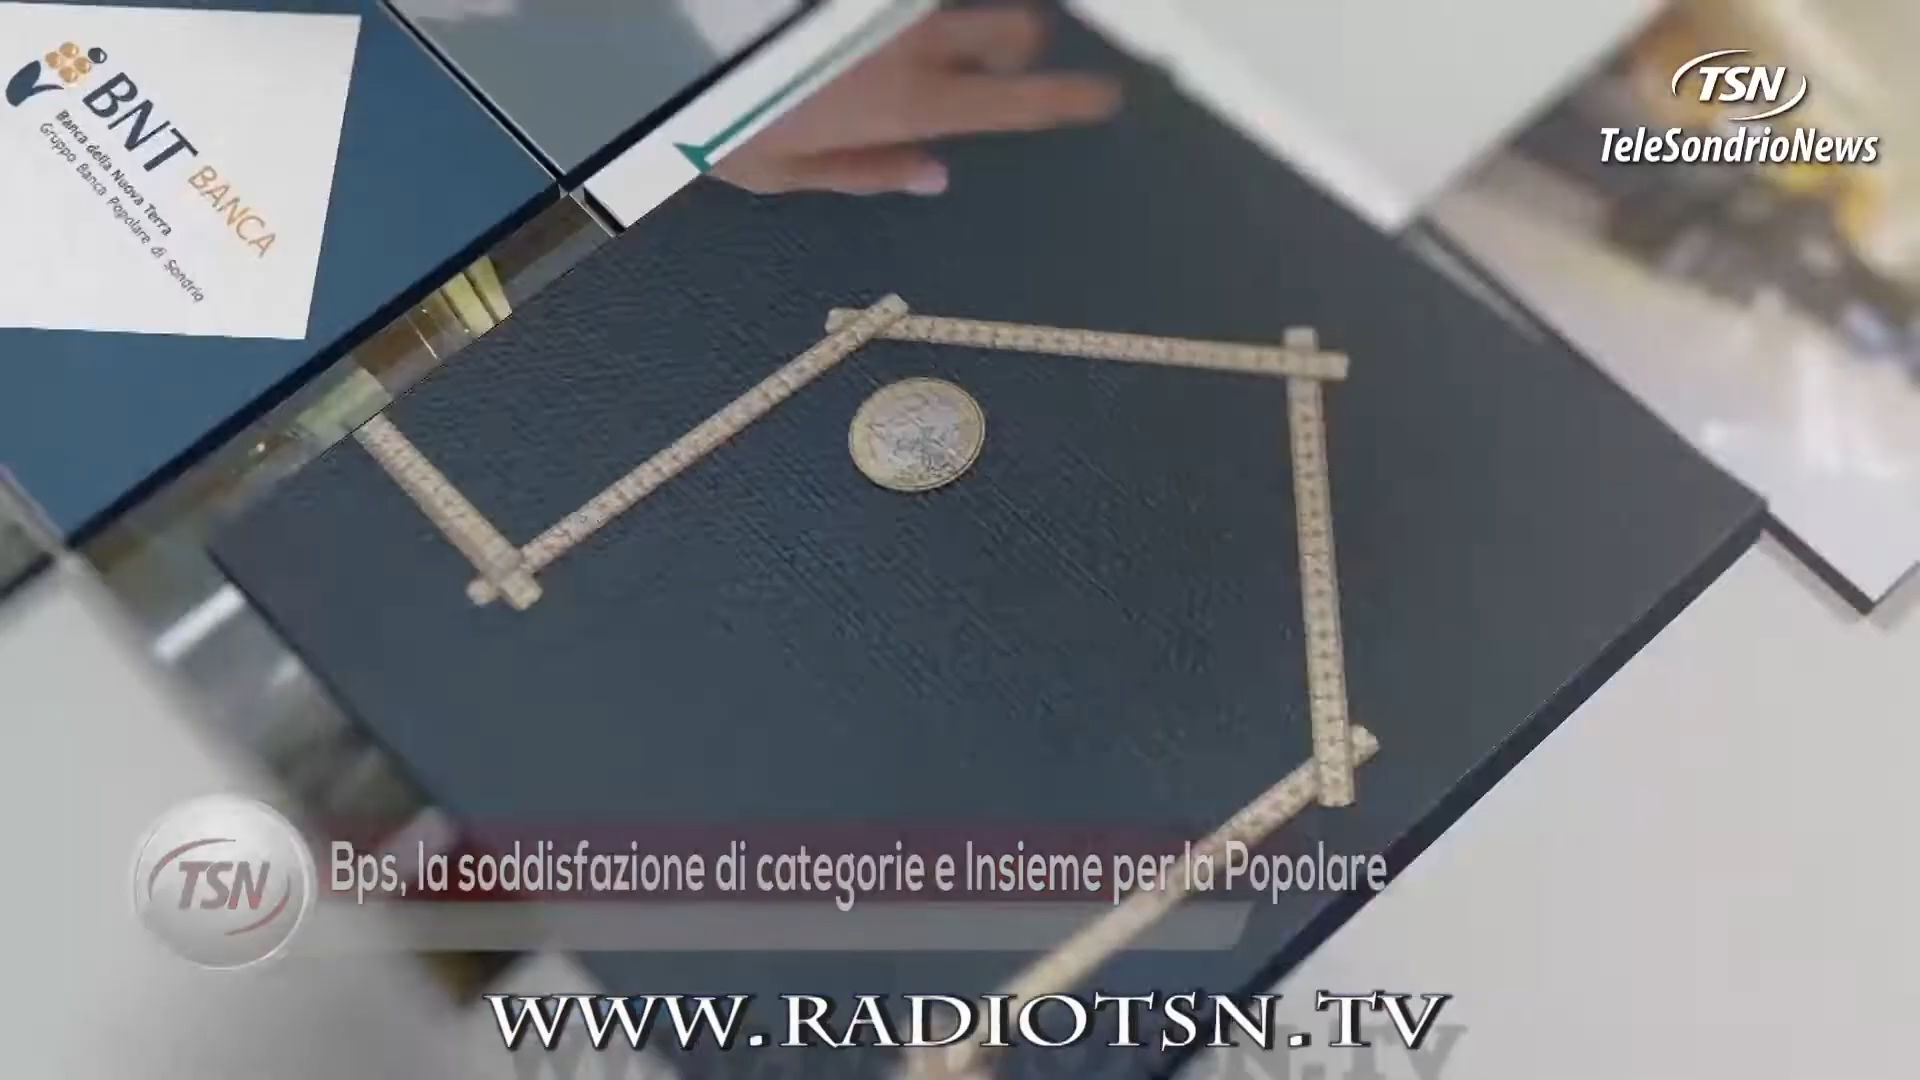 BNT BANCA
Banca della Nuova Terra
Gruppo Banca Popolare di Sondrio
TSN
TeleSondrioNews
TSN
Bps, la soddisfazione di categorie e Insieme per la Popolare
WWW.RADIOTSN.TV